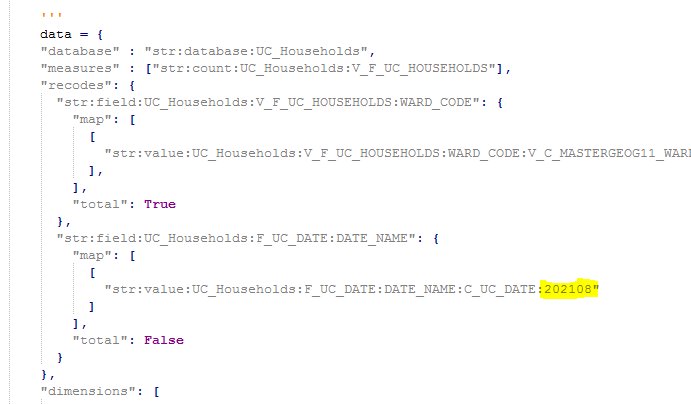 '''
data = {
"database" : "str:database:UC_Households",
"measures" : ["str:count:UC_Households:V_F_UC_HOUSEHOLDS"],
"recodes": {
"str:field:UC_Households:V_F_UC_HOUSEHOLDS:WARD_CODE": {
"map": [
[
"str:value:UC_Households:V_F_UC_HOUSEHOLDS:WARD_CODE:V_C_MASTERGEOG11_WARD
],
],
"total": True
},
"str:field:UC_Households:F_UC_DATE:DATE_NAME": {
"map": [
[
"str:value:UC_Households:F_UC_DATE:DATE_NAME:C_UC_DATE:202108"
]
],
"total": False
}
},
"dimensions": [